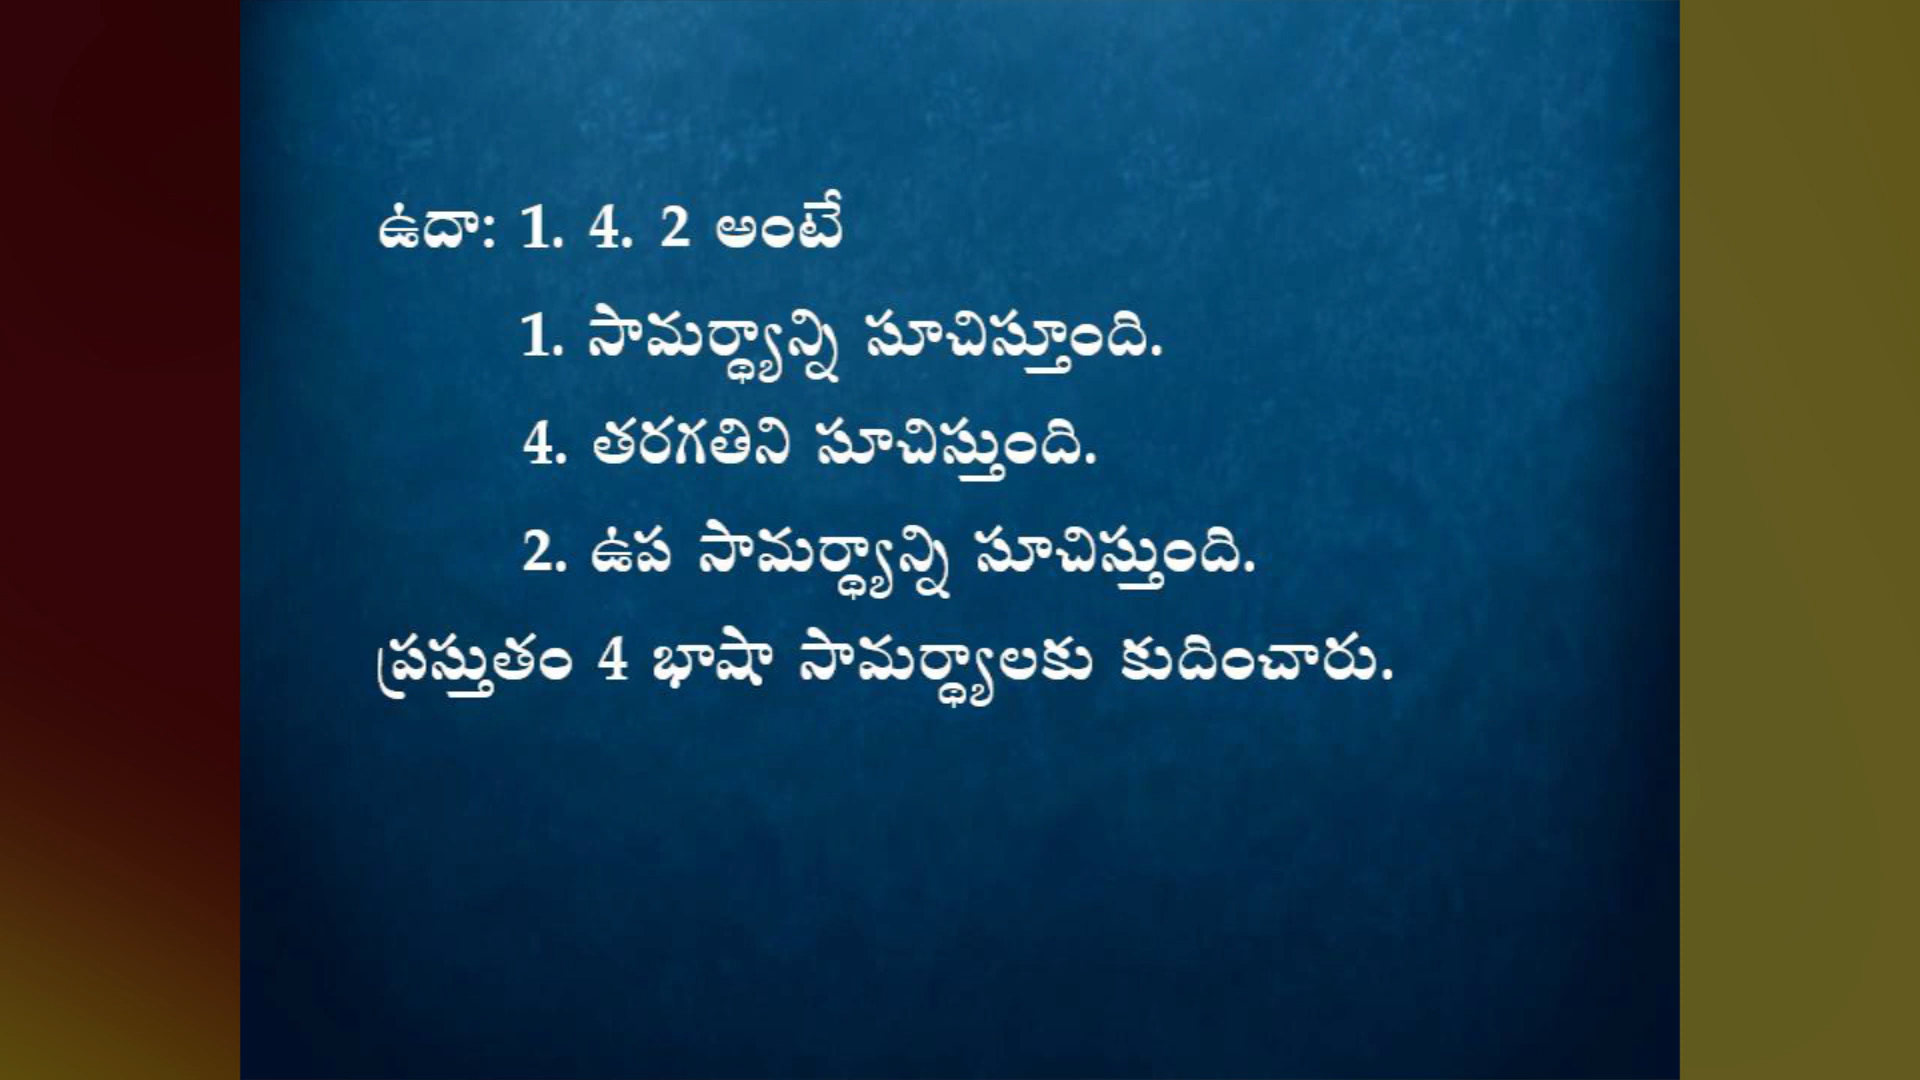 ఉదా: 1. 4. 2 అంటే
1. సామర్థ్యాన్ని సూచిస్తూంది.
4. తరగతిని సూచిస్తుంది.
2. ఉప సామర్థ్యాన్ని సూచిస్తుంది.
ప్రస్తుతం 4 భాషా సామర్థ్యాలకు కుదించారు.